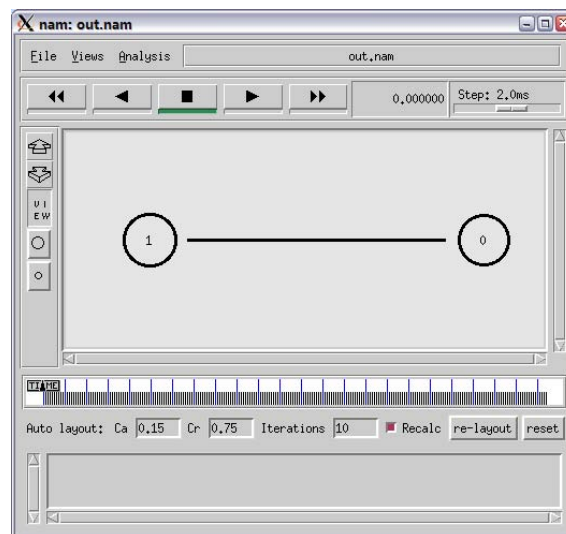 nam: out.nam
File Views Analysis out.nam
0.000000 Step: 2.0ms
VI
EW
1 0
TIME
Auto layout: Ca 0.15 Cr 0.75 Iterations 10 Recalc re-layout reset